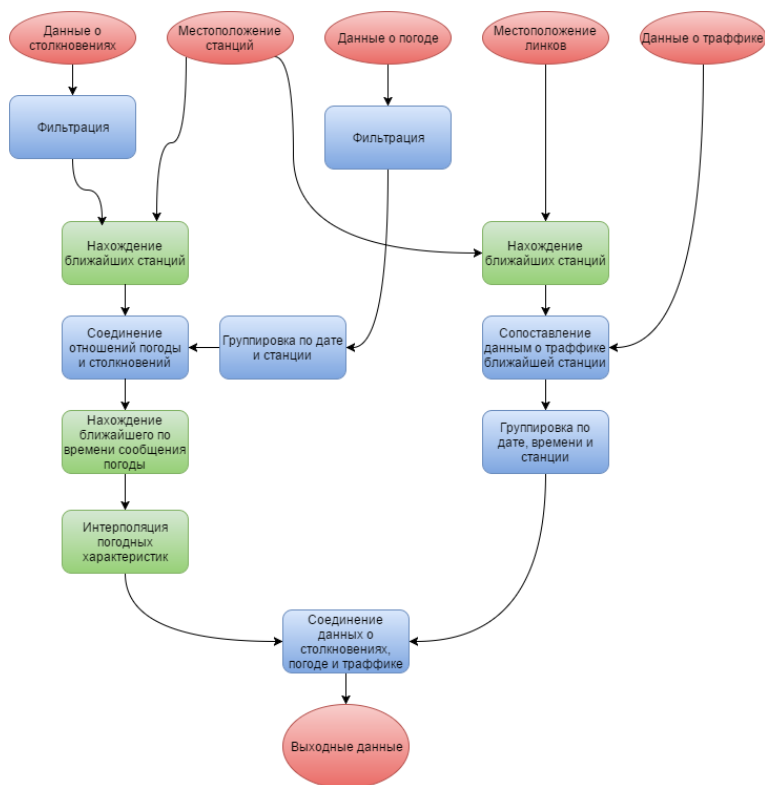 Данные о
столкновениях
Местоположение
станций
Данные о погоде
Местоположение
линков
Данные о траффике
Фильтрация
Фильтрация
Нахождение
ближайших станций
Нахождение
ближайших станций
Соединение
отношений погоды
и столкновений
Группировка по дате
и станции
Сопоставление
данным о траффике
ближайшей станции
Нахождение
ближайшего по
времени сообщения
погоды
Группировка по
дате, времени и
станции
Интерполяция
погодных
характеристик
Соединение
данных о
столкновениях,
погоде и траффике
Выходные данные